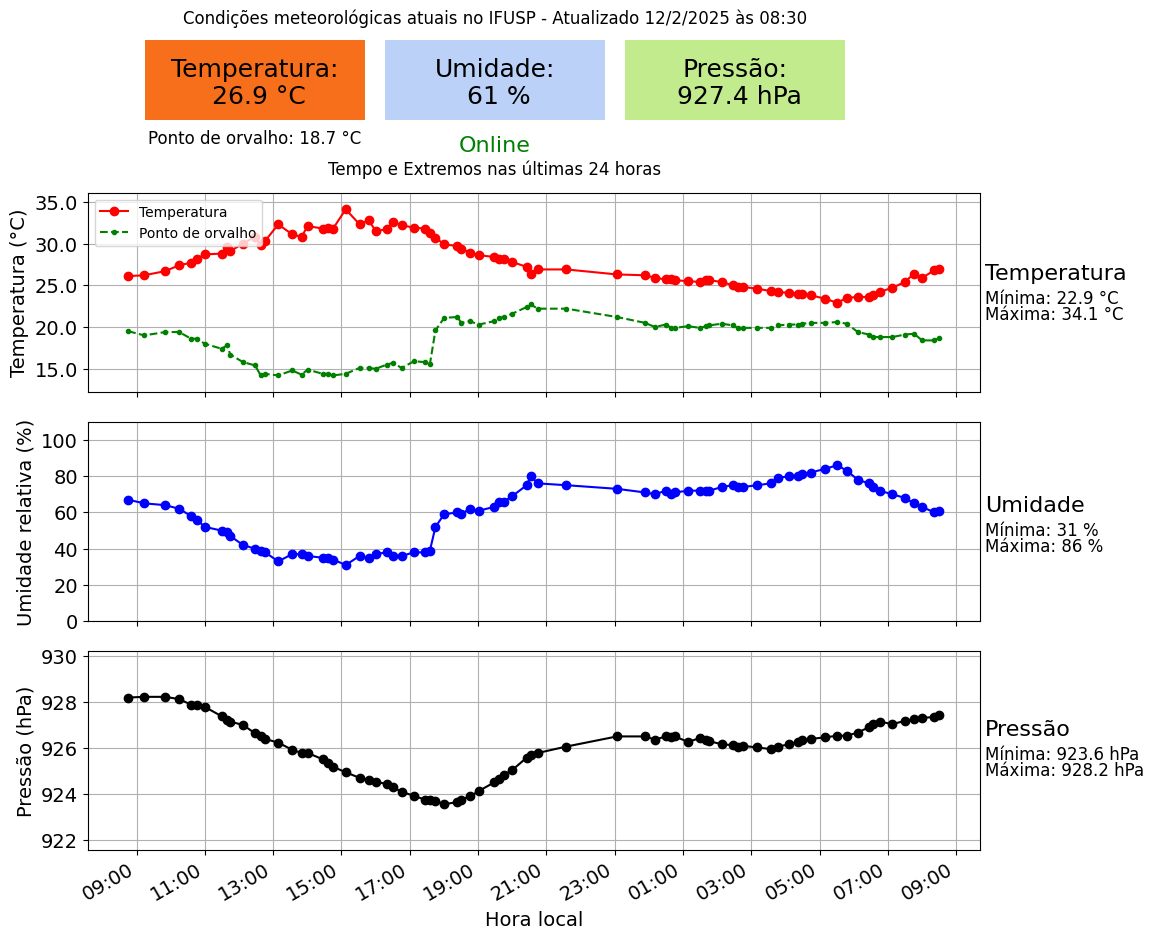 Condições meteorológicas atuais no IFUSP - Atualizado 12/2/2025 às 08:30
Temperatura:
26.9 °C
Umidade:
61 %
Pressão:
927.4 hPa
Ponto de orvalho: 18.7 °C
Online
Tempo e Extremos nas últimas 24 horas
Temperatura (°C)
35.0
30.0
25.0
20.0
15.0
Temperatura
Ponto de orvalho
Temperatura
Mínima: 22.9 °C
Máxima: 34.1 °C
Umidade relativa (%)
100
80
60
40
20
0
Umidade
Mínima: 31 %
Máxima: 86 %
Pressão (hPa)
930
928
926
924
922
Pressão
Mínima: 923.6 hPa
Máxima: 928.2 hPa
09:00 11:00 13:00 15:00 17:00 19:00 21:00 23:00 01:00 03:00 05:00 07:00 09:00
Hora local